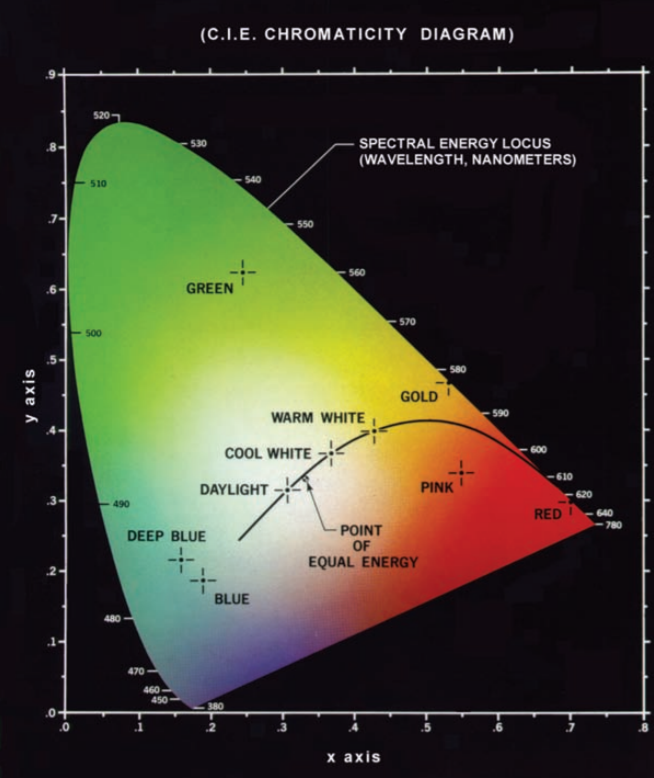 (C.I.E. CHROMATICITY DIAGRAM)
.9
.8
.7
.6
.5
.4
.3
.2
.1
.0
y axis
520
530
540
550
560
570
580
590
600
610
620
640
780
510
500
490
480
470
460
450
380
SPECTRAL ENERGY LOCUS
(WAVELENGTH, NANOMETERS)
GREEN
GOLD
WARM WHITE
COOL WHITE
DAYLIGHT
PINK
RED
POINT
OF
EQUAL ENERGY
DEEP BLUE
BLUE
.0 .1 .2 .3 .4 .5 .6 .7 .8
x axis